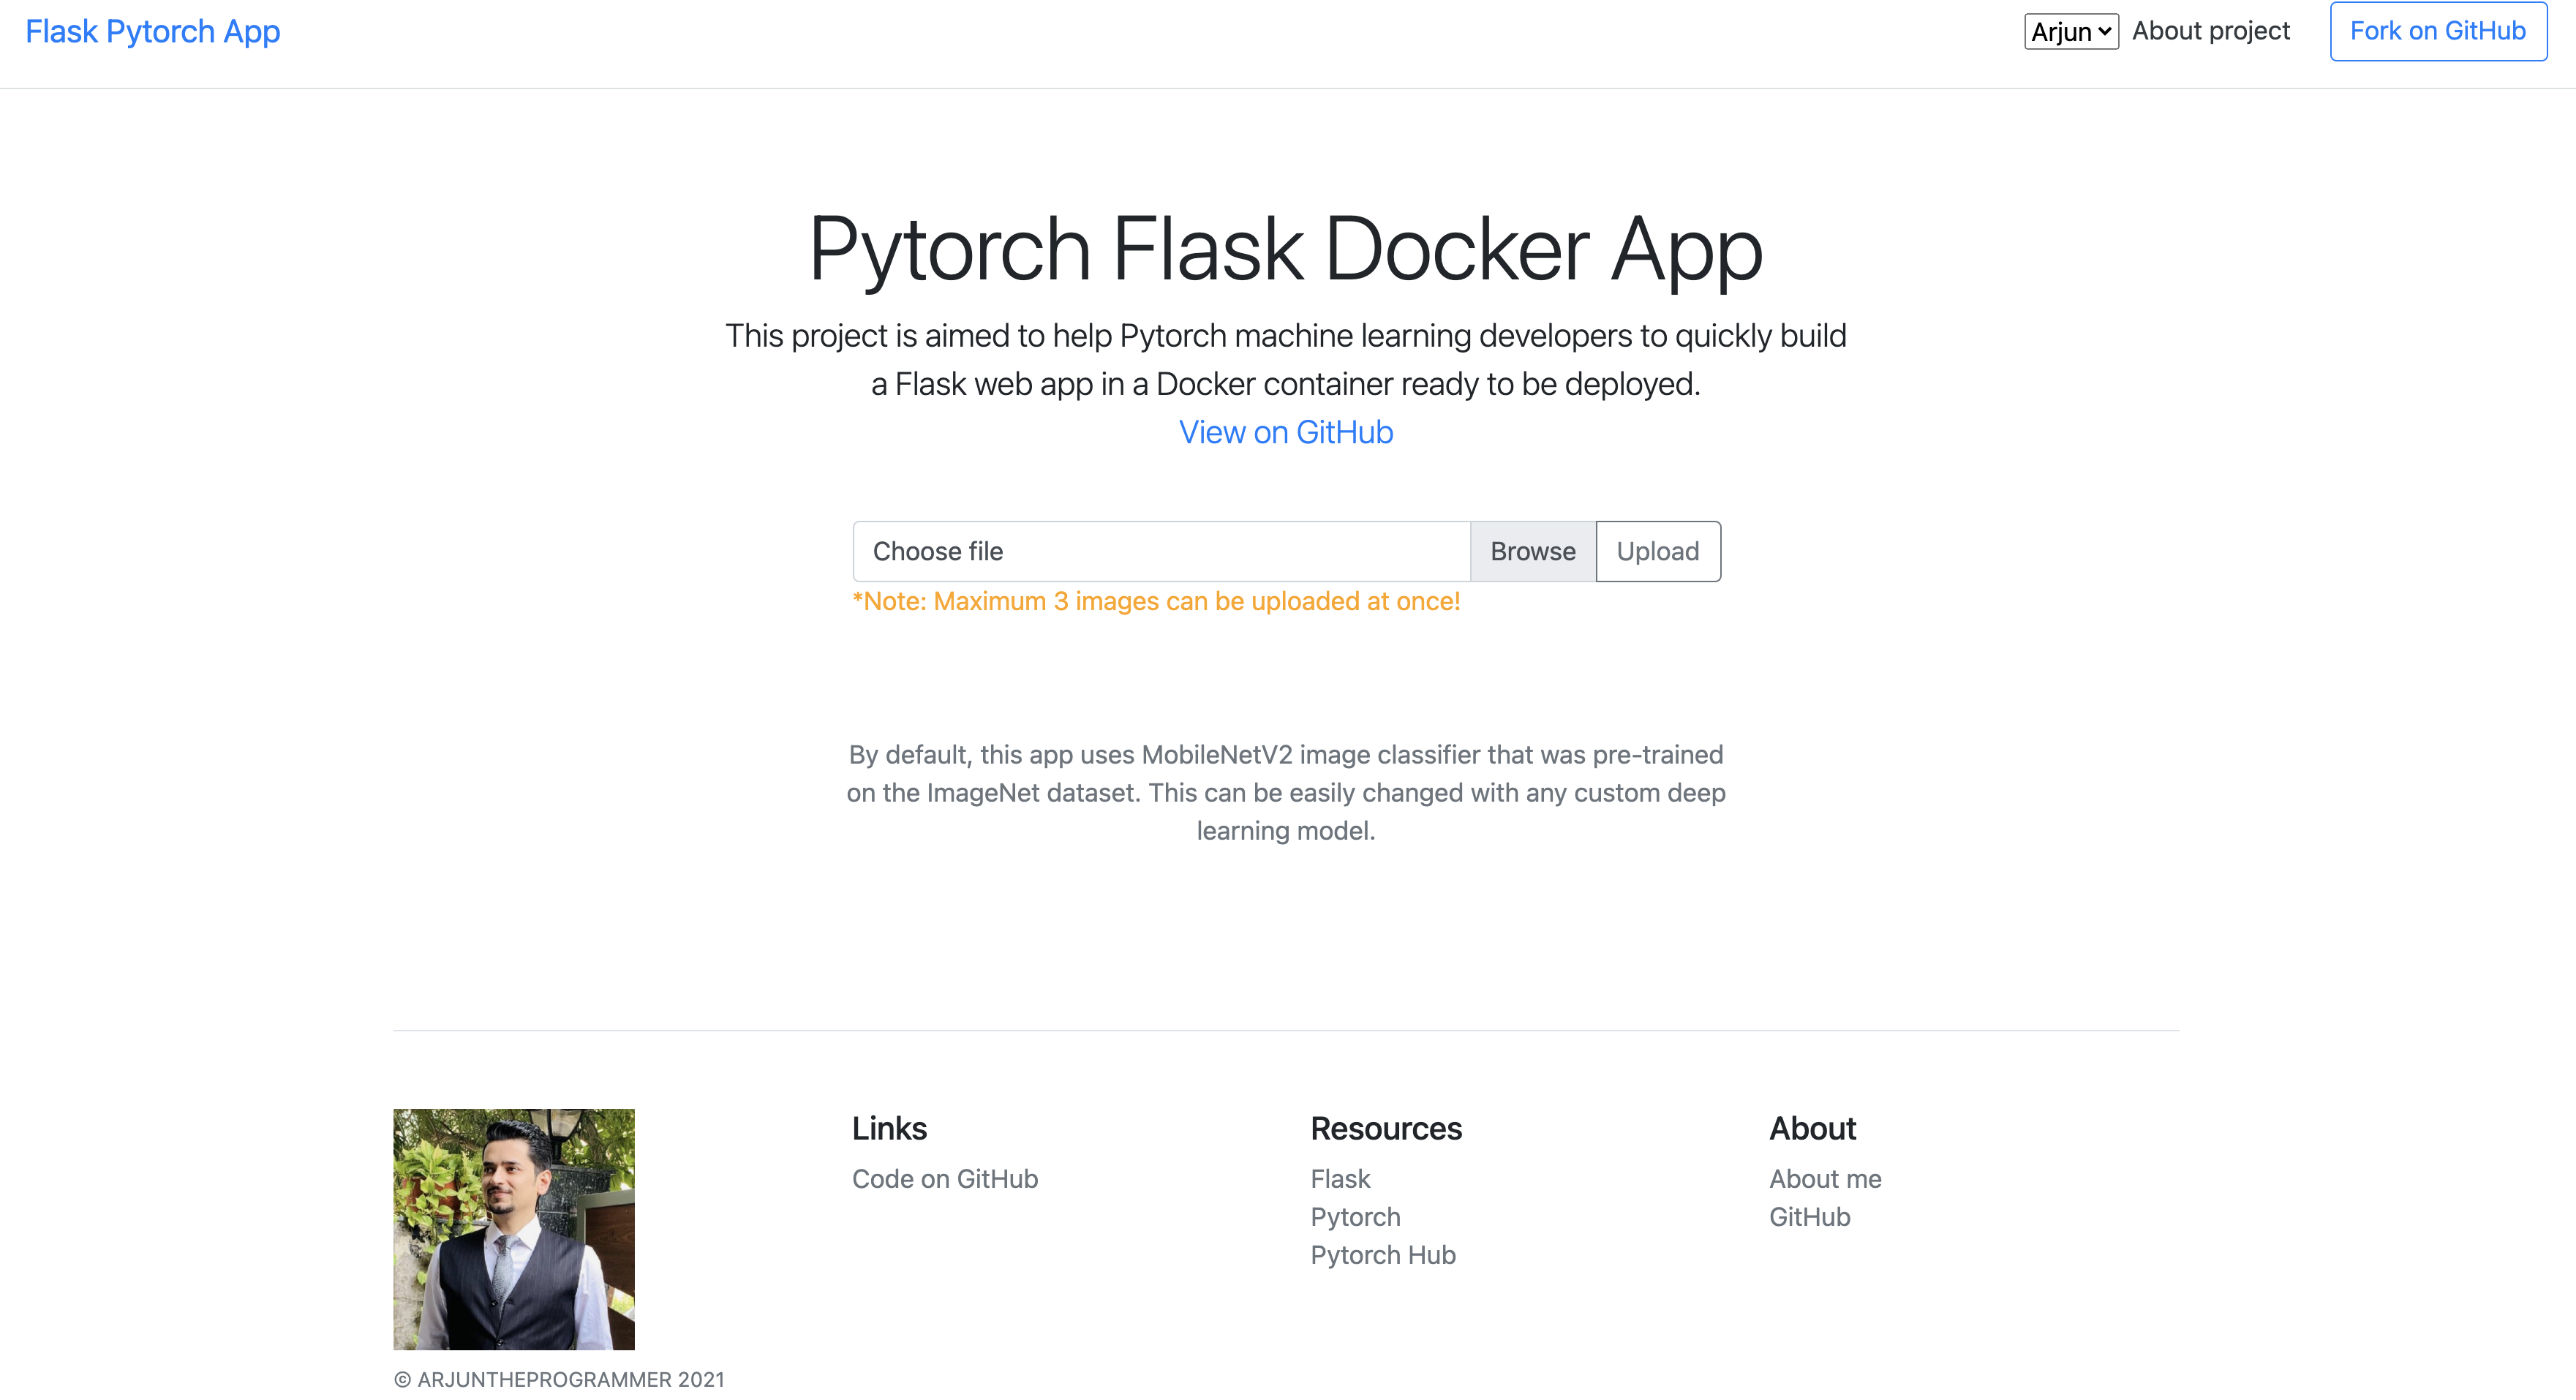 Flask Pytorch App
Arjun
About project
Fork on GitHub
Pytorch Flask Docker App
This project is aimed to help Pytorch machine learning developers to quickly build
a Flask web app in a Docker container ready to be deployed.
View on GitHub
Choose file
Browse
Upload
*Note: Maximum 3 images can be uploaded at once!
By default, this app uses MobileNetV2 image classifier that was pre-trained
on the ImageNet dataset. This can be easily changed with any custom deep
learning model.
© ARJUNTHEPROGRAMMER 2021
Links
Code on GitHub
Resources
Flask
Pytorch
Pytorch Hub
About
About me
GitHub